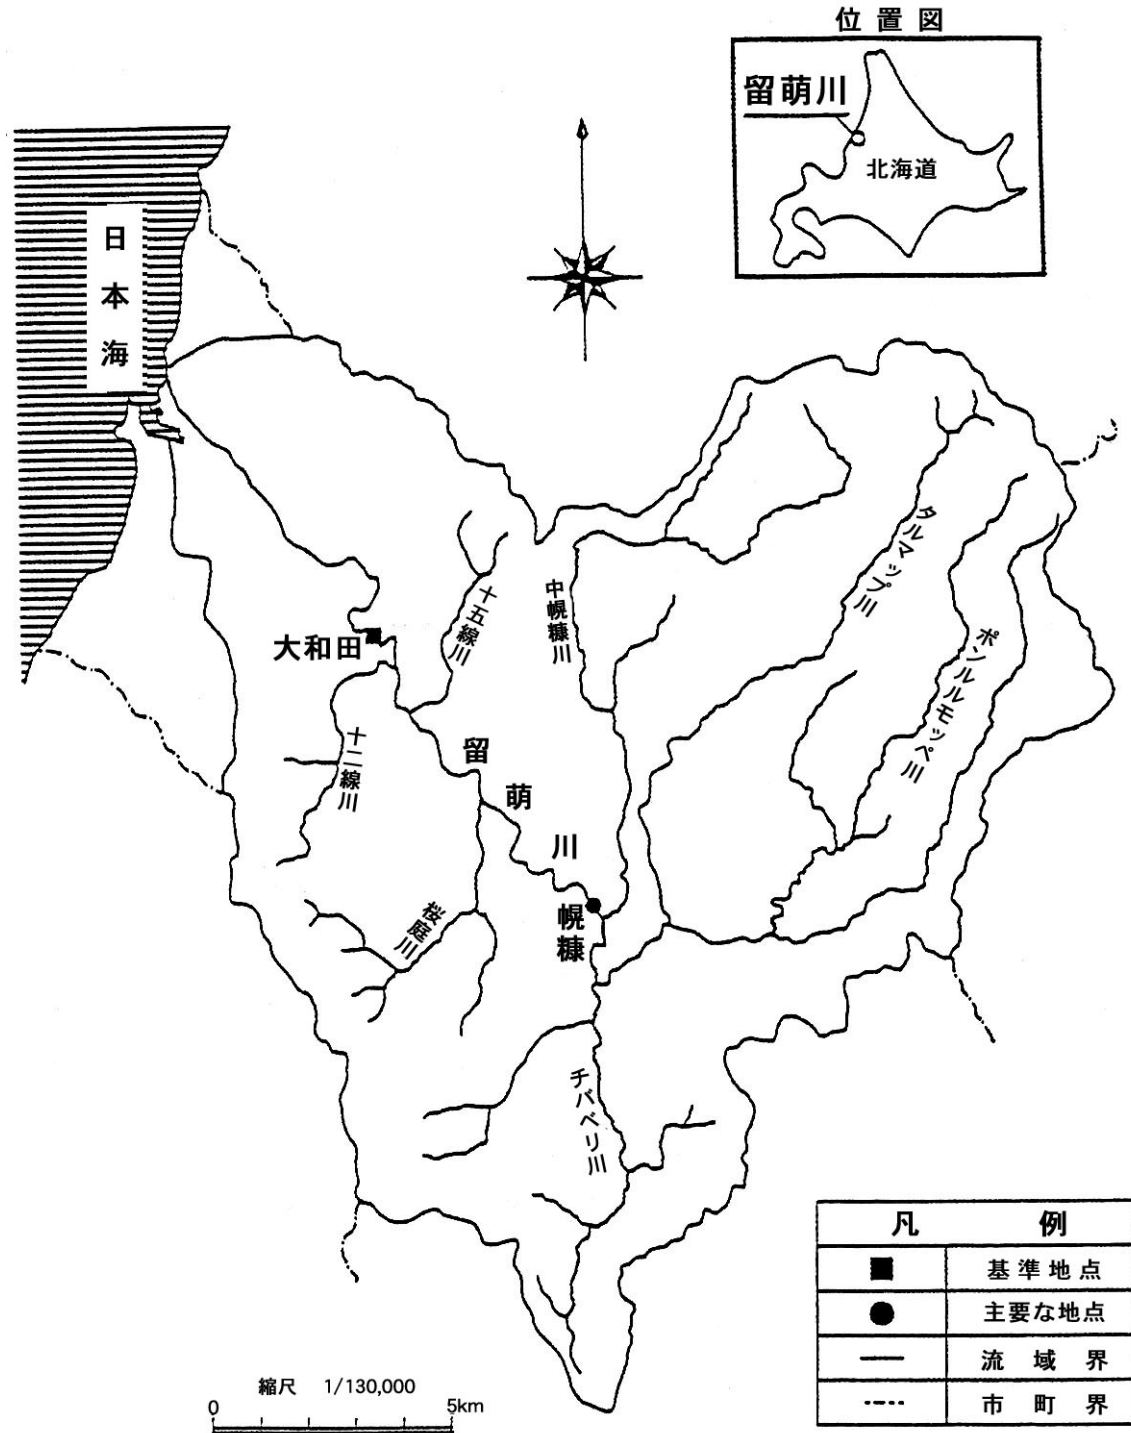 位置図
留萌川
北海道
日本海
タルマップ川
中幌糠川
十五線川
ポンルルモッペ川
大和田
十二線川
留萌川
幌糠
桜庭川
チバベリ川
凡例
基準地点
主要な地点
流域界
市町界
縮尺 1/130,000
0 5km